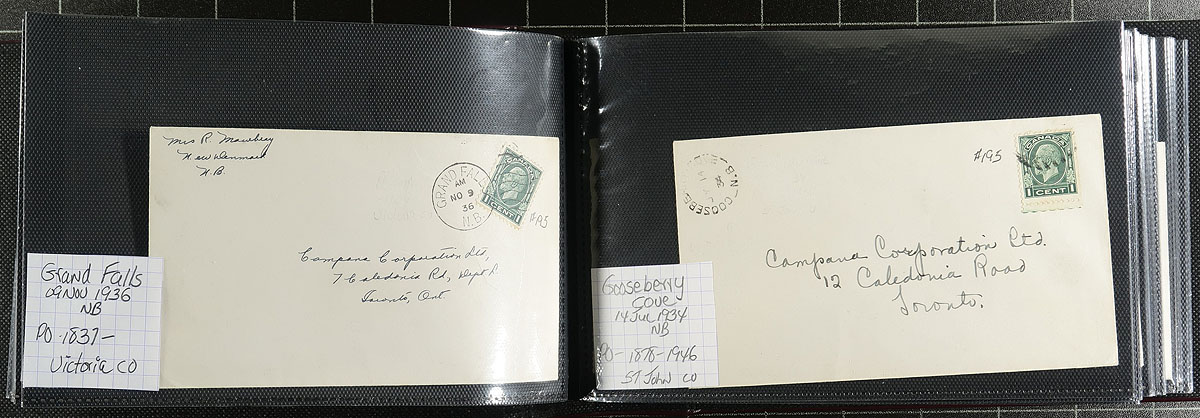 Mrs R. Mawbey
New Denmark
N.B.
GRAND FALLS
AM
NO 9
36
N.B.
CANADA
1 CENT 1
#195
Campana Corporation Ltd,
7 Caledonia Rd, Dept D
Toronto, Ont
Grand Falls
09 NOV 1936
NB
PO-1837-
Victoria CO
N.B.
#195
CANADA
1 CENT 1
Campana Corporation Ltd.
12 Caledonia Road
Toronto.
Gooseberry
Cove
14 Jul 1934
NB
PO-1878-1946
ST John CO